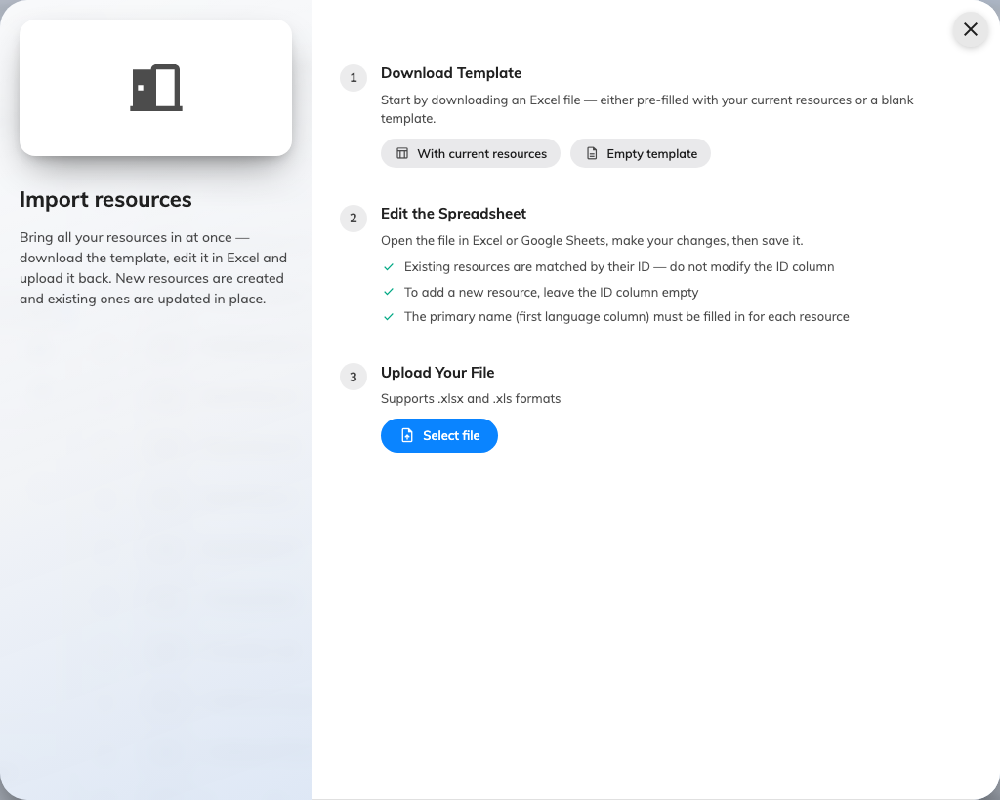 Import resources
Bring all your resources in at once —
download the template, edit it in Excel and
upload it back. New resources are created
and existing ones are updated in place.
1
Download Template
Start by downloading an Excel file — either pre-filled with your current resources or a blank
template.
With current resources
Empty template
2
Edit the Spreadsheet
Open the file in Excel or Google Sheets, make your changes, then save it.
Existing resources are matched by their ID — do not modify the ID column
To add a new resource, leave the ID column empty
The primary name (first language column) must be filled in for each resource
3
Upload Your File
Supports .xlsx and .xls formats
Select file